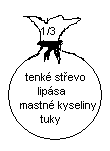 1/3
tenké střevo
lipása
mastné kyseliny
tuky